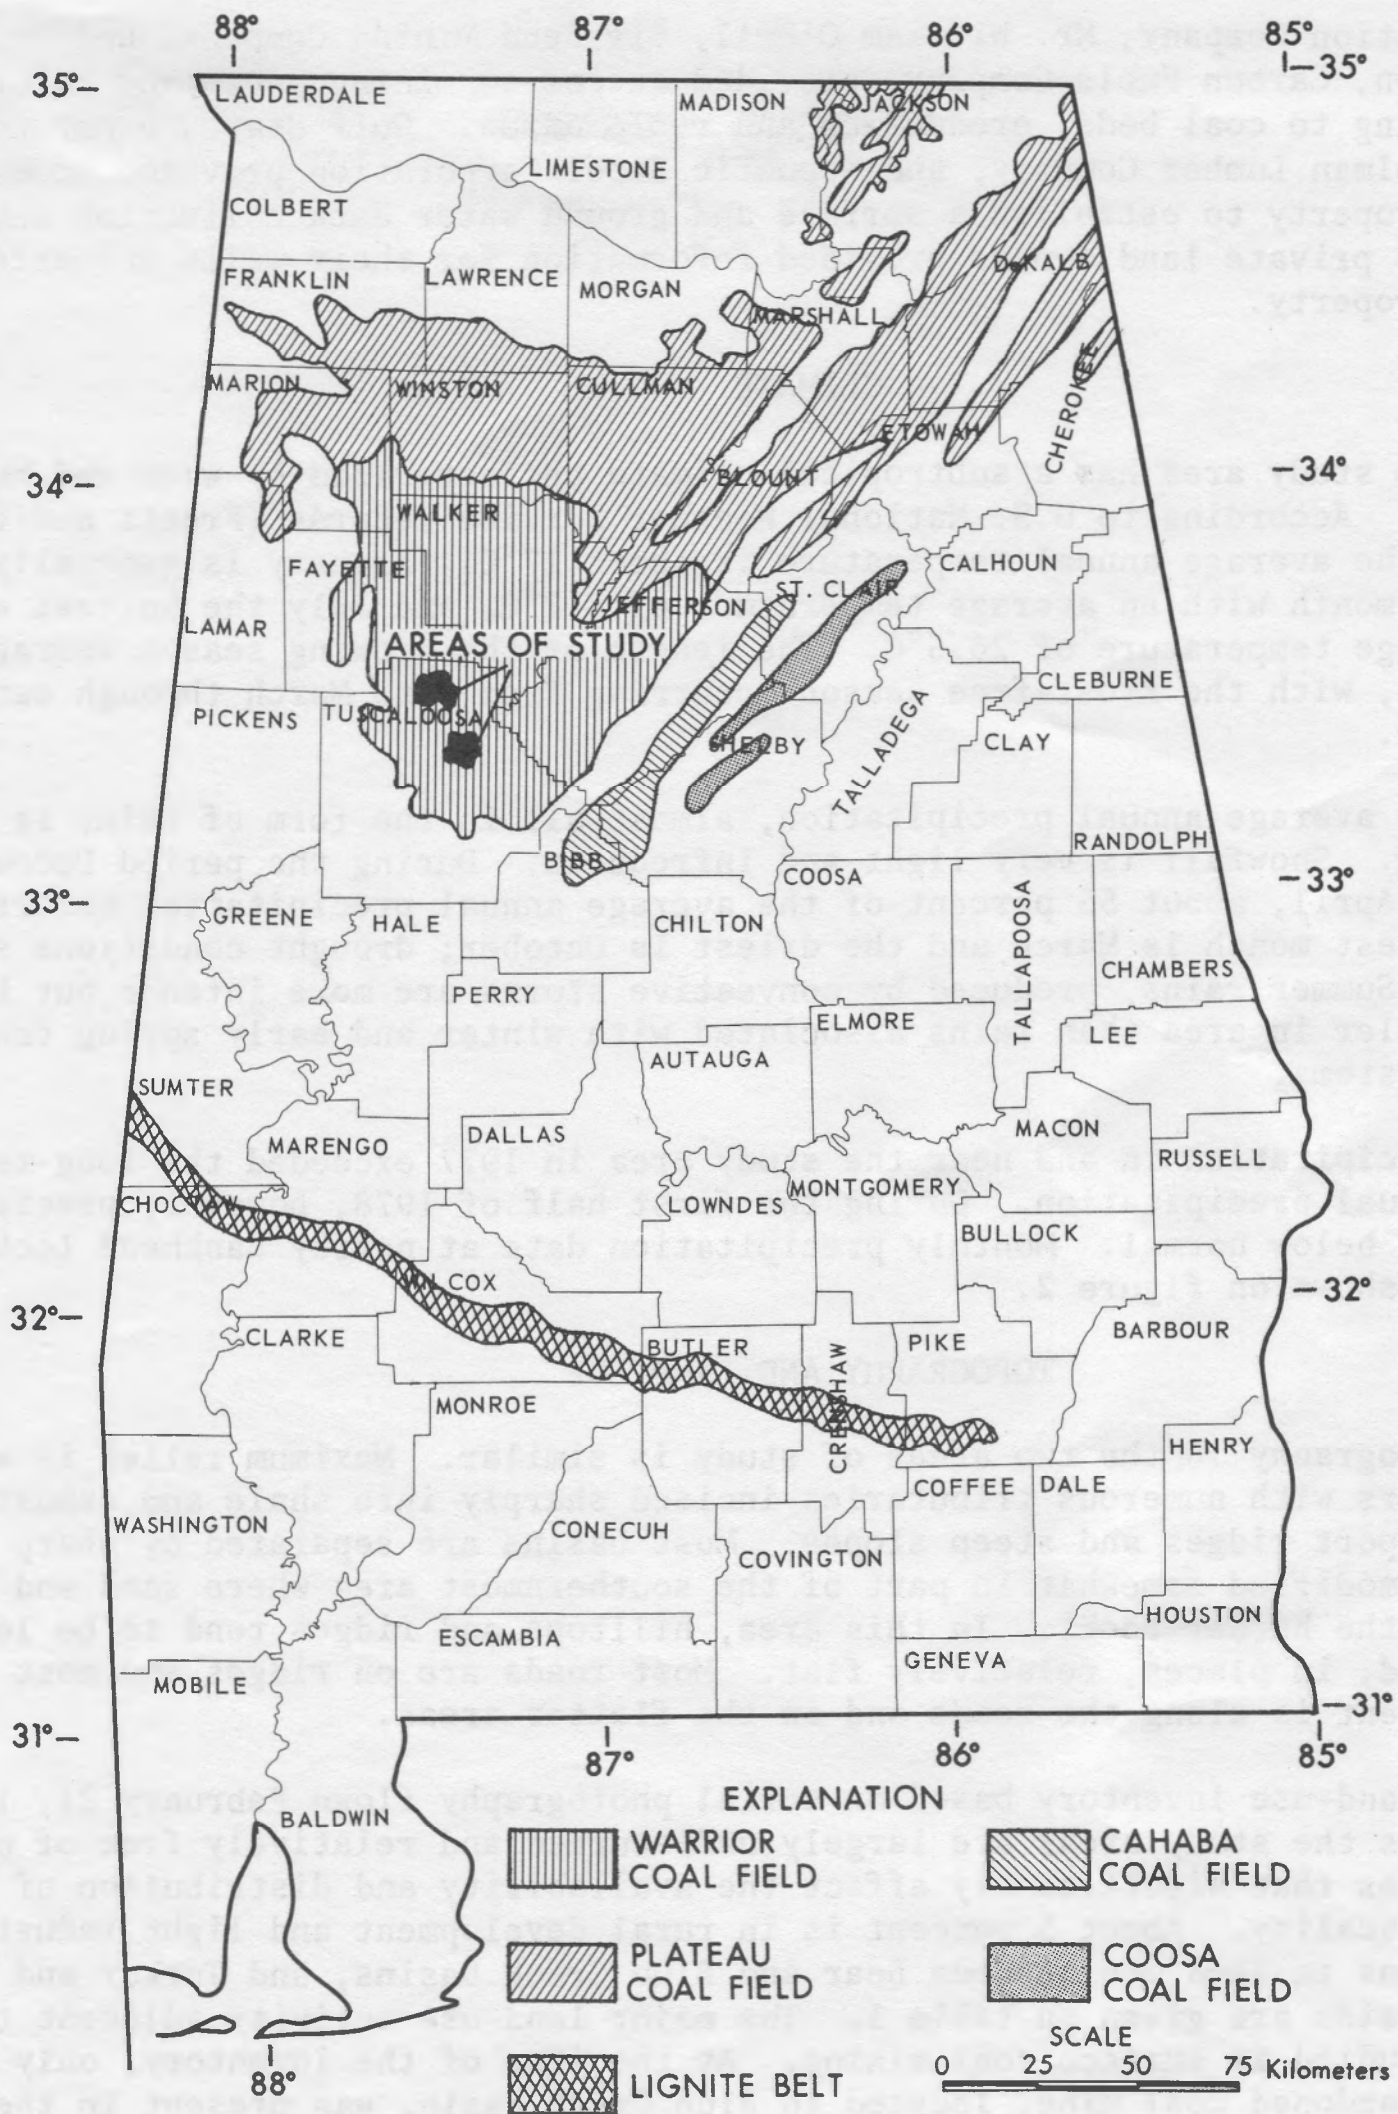 88° 87° 86° 85°
35° 35°
LAUDERDALE
MADISON
JACKSON
LIMESTONE
COLBERT
FRANKLIN
LAWRENCE
MORGAN
DeKALB
MARSHALL
MARION
WINSTON
CULLMAN
CHEROKEE
ETOWAH
34° 34°
BLOUNT
WALKER
FAYETTE
CALHOUN
ST. CLAIR
JEFFERSON
LAMAR
AREAS OF STUDY
CLEBURNE
PICKENS
TUSCALOOSA
SHELBY
TALLADEGA
CLAY
RANDOLPH
BIBB
COOSA
33° 33°
GREENE
HALE
CHILTON
TALLAPOOSA
CHAMBERS
PERRY
ELMORE
LEE
AUTAUGA
SUMTER
MARENGO
DALLAS
MACON
RUSSELL
CHOCTAW
LOWNDES
MONTGOMERY
BULLOCK
WILCOX
32° 32°
CLARKE
BUTLER
CRENSHAW
PIKE
BARBOUR
MONROE
HENRY
COFFEE
DALE
WASHINGTON
CONECUH
COVINGTON
HOUSTON
ESCAMBIA
GENEVA
MOBILE
31° 31°
87° 86° 85°
BALDWIN
88°
EXPLANATION
WARRIOR
COAL FIELD
PLATEAU
COAL FIELD
LIGNITE BELT
CAHABA
COAL FIELD
COOSA
COAL FIELD
SCALE
0 25 50 75 Kilometers